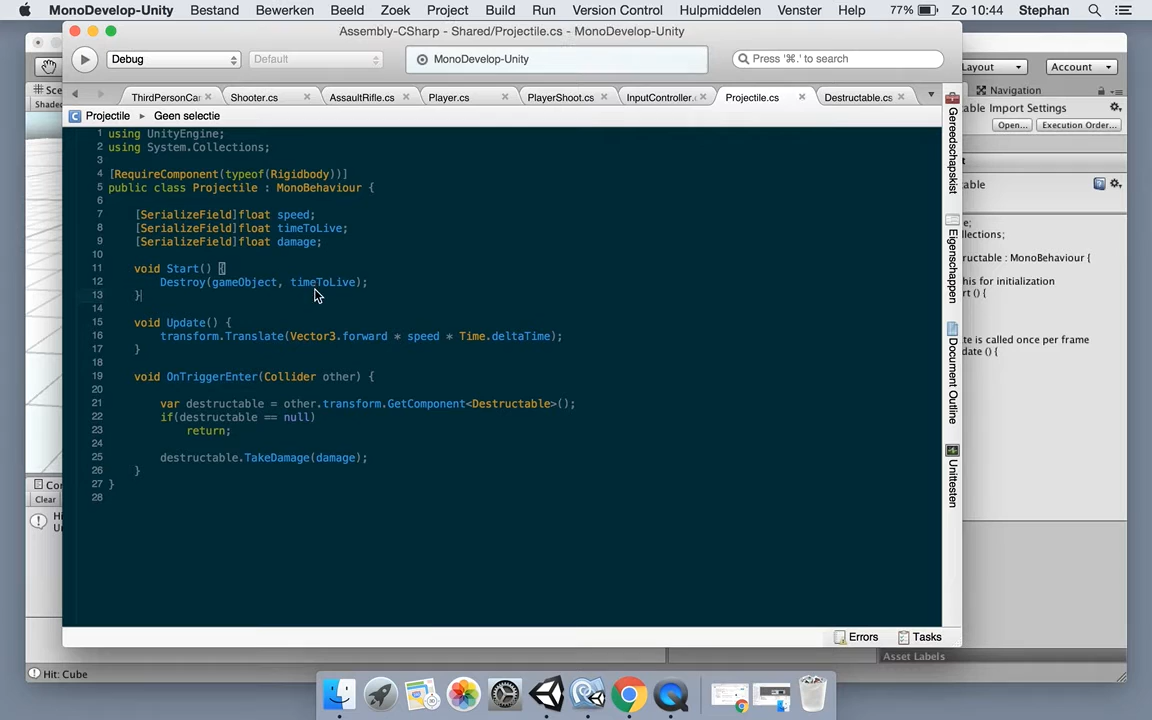 MonoDevelop-Unity Bestand Bewerken Beeld Zoek Project Build Run Version Control Hulpmiddelen Venster Help 77% Zo 10:44 Stephan
Assembly-CSharp - Shared/Projectile.cs - MonoDevelop-Unity
Debug Default MonoDevelop-Unity Press '⌘.' to search
ThirdPersonCar Shooter.cs AssaultRifle.cs Player.cs PlayerShoot.cs InputController. Projectile.cs Destructable.cs
Projectile Geen selectie
1 using UnityEngine;
2 using System.Collections;
3
4 [RequireComponent(typeof(Rigidbody))]
5 public class Projectile : MonoBehaviour {
6
7 [SerializeField]float speed;
8 [SerializeField]float timeToLive;
9 [SerializeField]float damage;
10
11 void Start() {
12 Destroy(gameObject, timeToLive);
13 }
14
15 void Update() {
16 transform.Translate(Vector3.forward * speed * Time.deltaTime);
17 }
18
19 void OnTriggerEnter(Collider other) {
20
21 var destructable = other.transform.GetComponent<Destructable>();
22 if(destructable == null)
23 return;
24
25 destructable.TakeDamage(damage);
26 }
27 }
28
Errors Tasks
Gereedschapskist
Eigenschappen
Document Outline
Unittesten
Sce
Shaded
Co
Clear
Hi
Hit: Cube
Layout Account
Navigation
able Import Settings
Open... Execution Order...
t
able
e;
llections;
ructable : MonoBehaviour {
this for initialization
rt () {
ate is called once per frame
date () {
Asset Labels